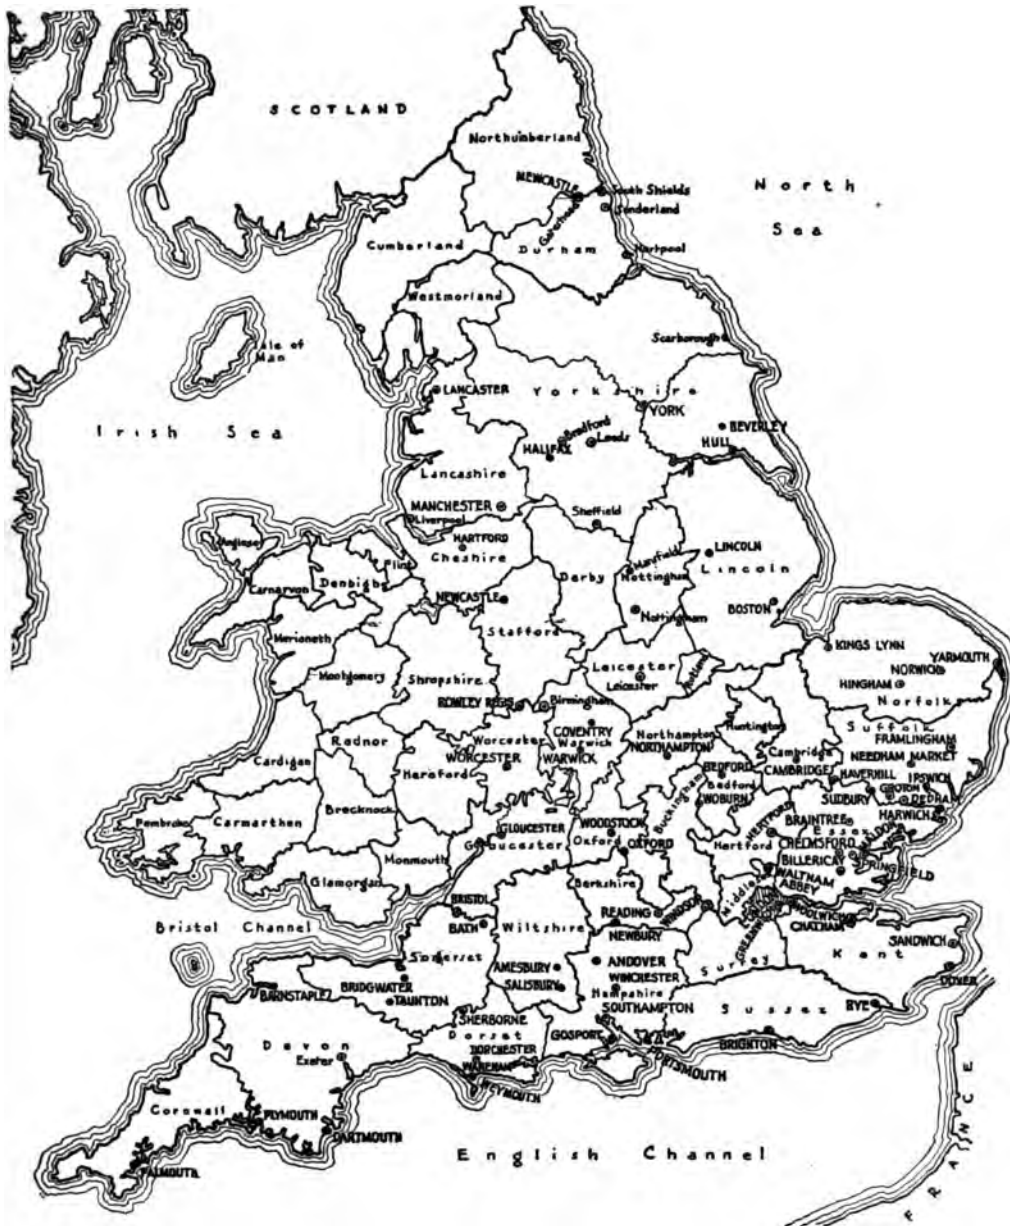 SCOTLAND
Northumberland
NEWCASTLE
South Shields
Sunderland
Gateshead
Durham
Hartpool
North
Sea
Cumberland
Westmorland
Isle of
Man
Scarborough
LANCASTER
Yorkshire
YORK
BEVERLEY
HULL
Irish Sea
Bradford
Leeds
HALIFAX
Lancashire
MANCHESTER
Liverpool
Sheffield
HARTFORD
Cheshire
Flint
Denbigh
Carnarvon
Derby
Mansfield
Nottingham
Nottingham
LINCOLN
Lincoln
BOSTON
NEWCASTLE
Stafford
Merioneth
Montgomery
Shropshire
Leicester
Leicester
Rutland
KINGS LYNN
YARMOUTH
NORWICH
HINGHAM
Norfolk
ROWLEY REGIS
Birmingham
COVENTRY
Warwick
WARWICK
Worcester
WORCESTER
Northampton
NORTHAMPTON
Huntington
Cambridge
CAMBRIDGE
Suffolk
FRAMLINGHAM
NEEDHAM MARKET
HAVERHILL
IPSWICH
SUDBURY
GROTON
DEDHAM
HARWICH
Cardigan
Radnor
Hereford
Brecknock
BEDFORD
Bedford
WOBURN
Buckingham
HERTFORD
Hertford
BRAINTREE
Essex
CHELMSFORD
MALDON
BILLERICAY
SPRINGFIELD
WALTHAM
ABBEY
Pembroke
Carmarthen
Glamorgan
Monmouth
GLOUCESTER
Gloucester
WOODSTOCK
Oxford
OXFORD
Berkshire
Middlesex
LONDON
GREENWICH
WOOLWICH
CHATHAM
SANDWICH
Kent
DOVER
Bristol Channel
BRISTOL
BATH
Wiltshire
READING
NEWBURY
WINDSOR
Surrey
Somerset
BRIDGWATER
TAUNTON
BARNSTAPLE
AMESBURY
SALISBURY
ANDOVER
WINCHESTER
Hampshire
SOUTHAMPTON
Sussex
RYE
BRIGHTON
GOSPORT
PORTSMOUTH
SHERBORNE
Dorset
DORCHESTER
WAREHAM
WEYMOUTH
Devon
Exeter
Cornwall
PLYMOUTH
DARTMOUTH
FALMOUTH
English Channel
FRANCE